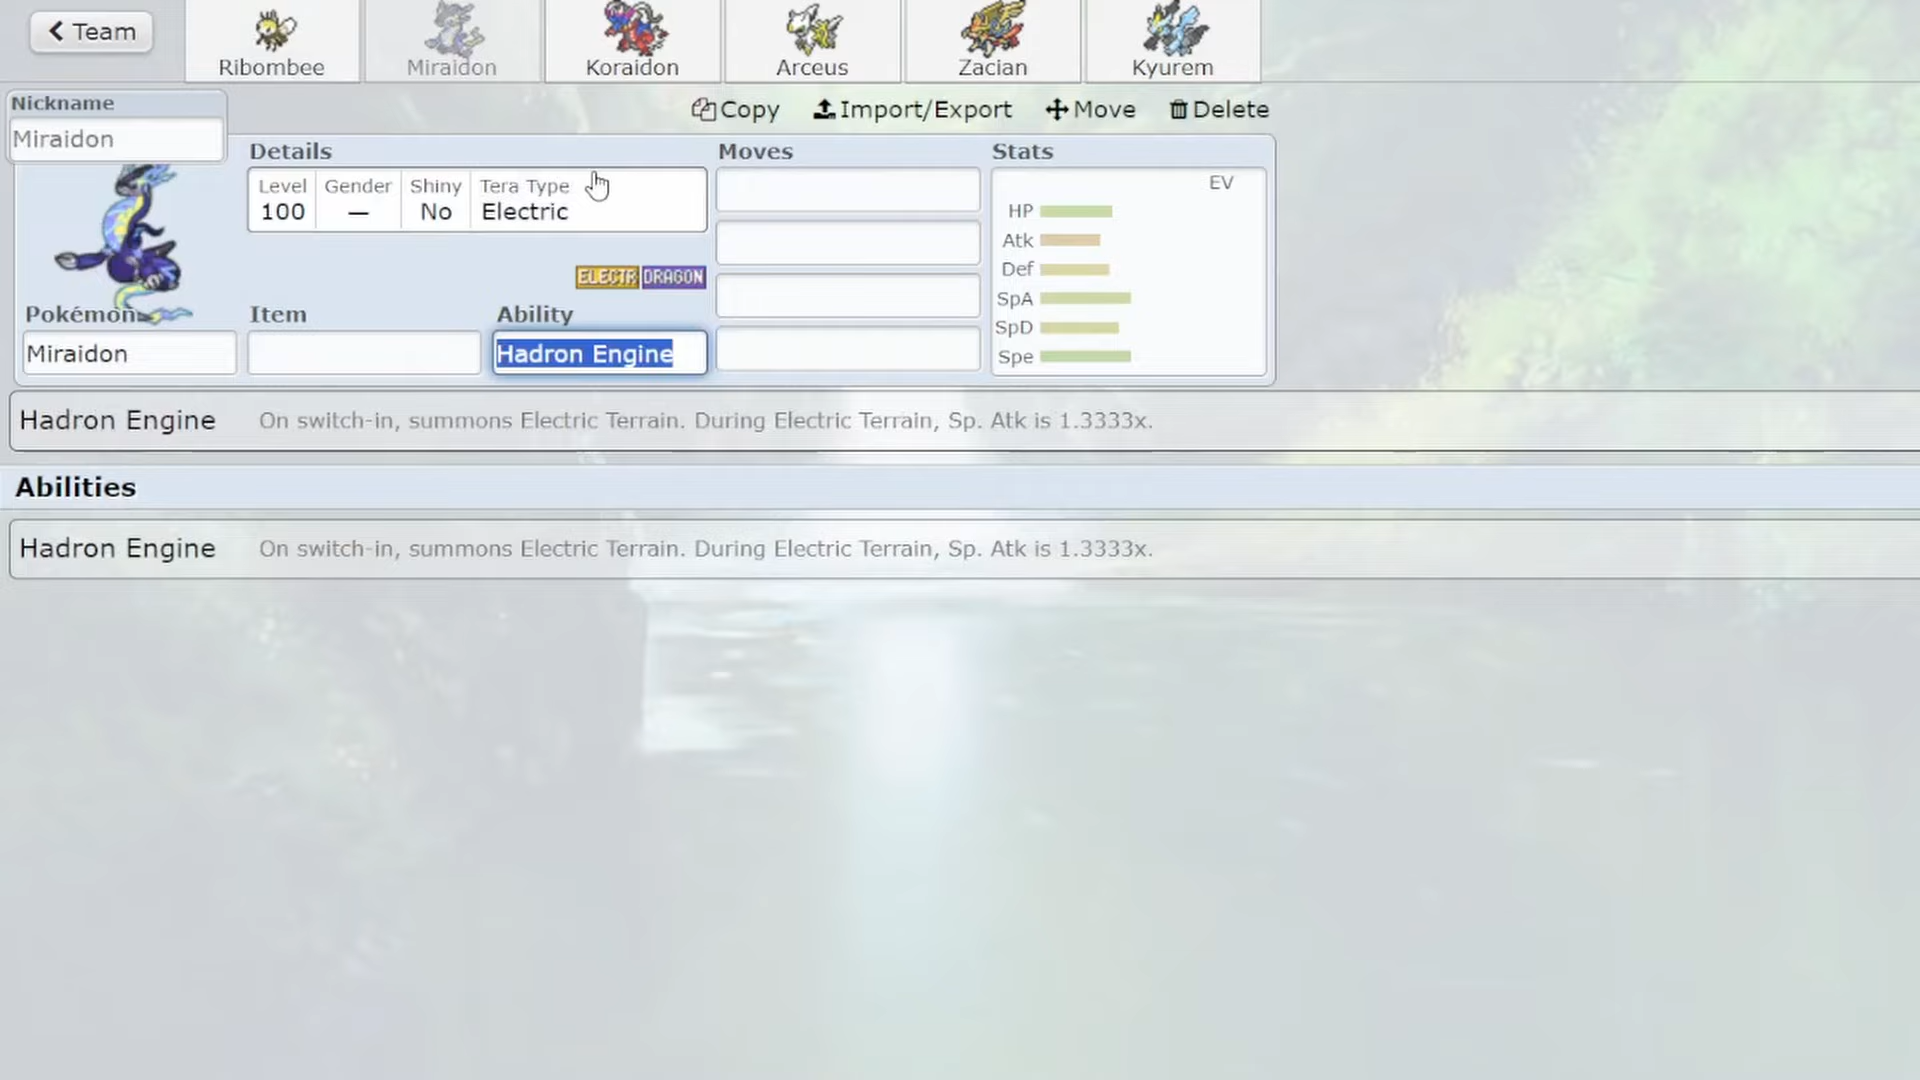 Team
Ribombee
Miraidon
Koraidon
Arceus
Zacian
Kyurem
Nickname
Miraidon
Copy
Import/Export
Move
Delete
Details
Moves
Stats
Level
Gender
Shiny
Tera Type
100
—
No
Electric
EV
HP
Atk
Def
SpA
SpD
Spe
ELECTR
DRAGON
Pokémon
Item
Ability
Miraidon
Hadron Engine
Hadron Engine On switch-in, summons Electric Terrain. During Electric Terrain, Sp. Atk is 1.3333x.
Abilities
Hadron Engine On switch-in, summons Electric Terrain. During Electric Terrain, Sp. Atk is 1.3333x.